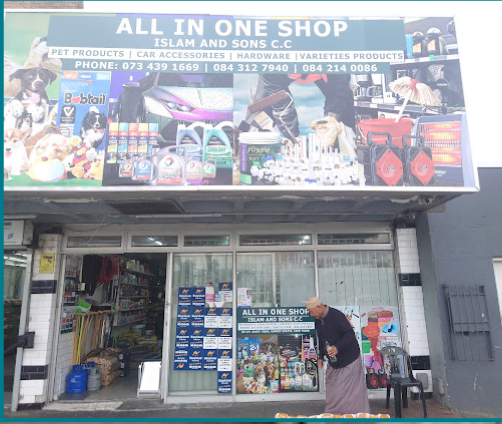 ALL IN ONE SHOP
ISLAM AND SONS C.C
PET PRODUCTS | CAR ACCESSORIES | HARDWARE | VARIETIES PRODUCTS
PHONE: 073 439 1669 | 084 312 7940 | 084 214 0086
Bobtail
ALL IN ONE SHOP
ISLAM AND SONS C.C